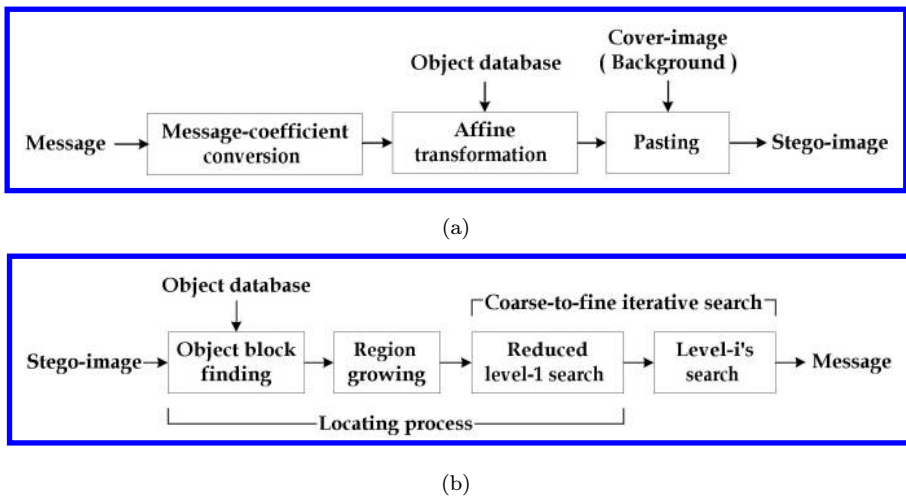 Cover-image
( Background )
Object database
Message
Message-coefficient
conversion
Affine
transformation
Pasting
Stego-image
(a)
Object database
Coarse-to-fine iterative search
Stego-image
Object block
finding
Region
growing
Reduced
level-1 search
Level-i's
search
Message
Locating process
(b)